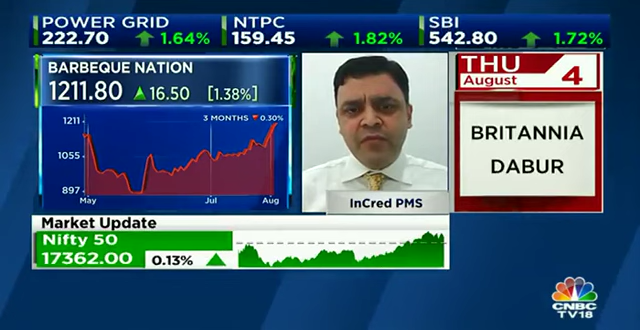 POWER GRID
222.70 1.64%
NTPC
159.45 1.82%
SBI
542.80 1.72%
BARBEQUE NATION
1211.80 16.50 [1.38%]
3 MONTHS 0.30%
1211
1055
897
May Jul Aug
InCred PMS
THU
August 4
BRITANNIA
DABUR
Market Update
Nifty 50
17362.00 0.13%
CNBC
TV18